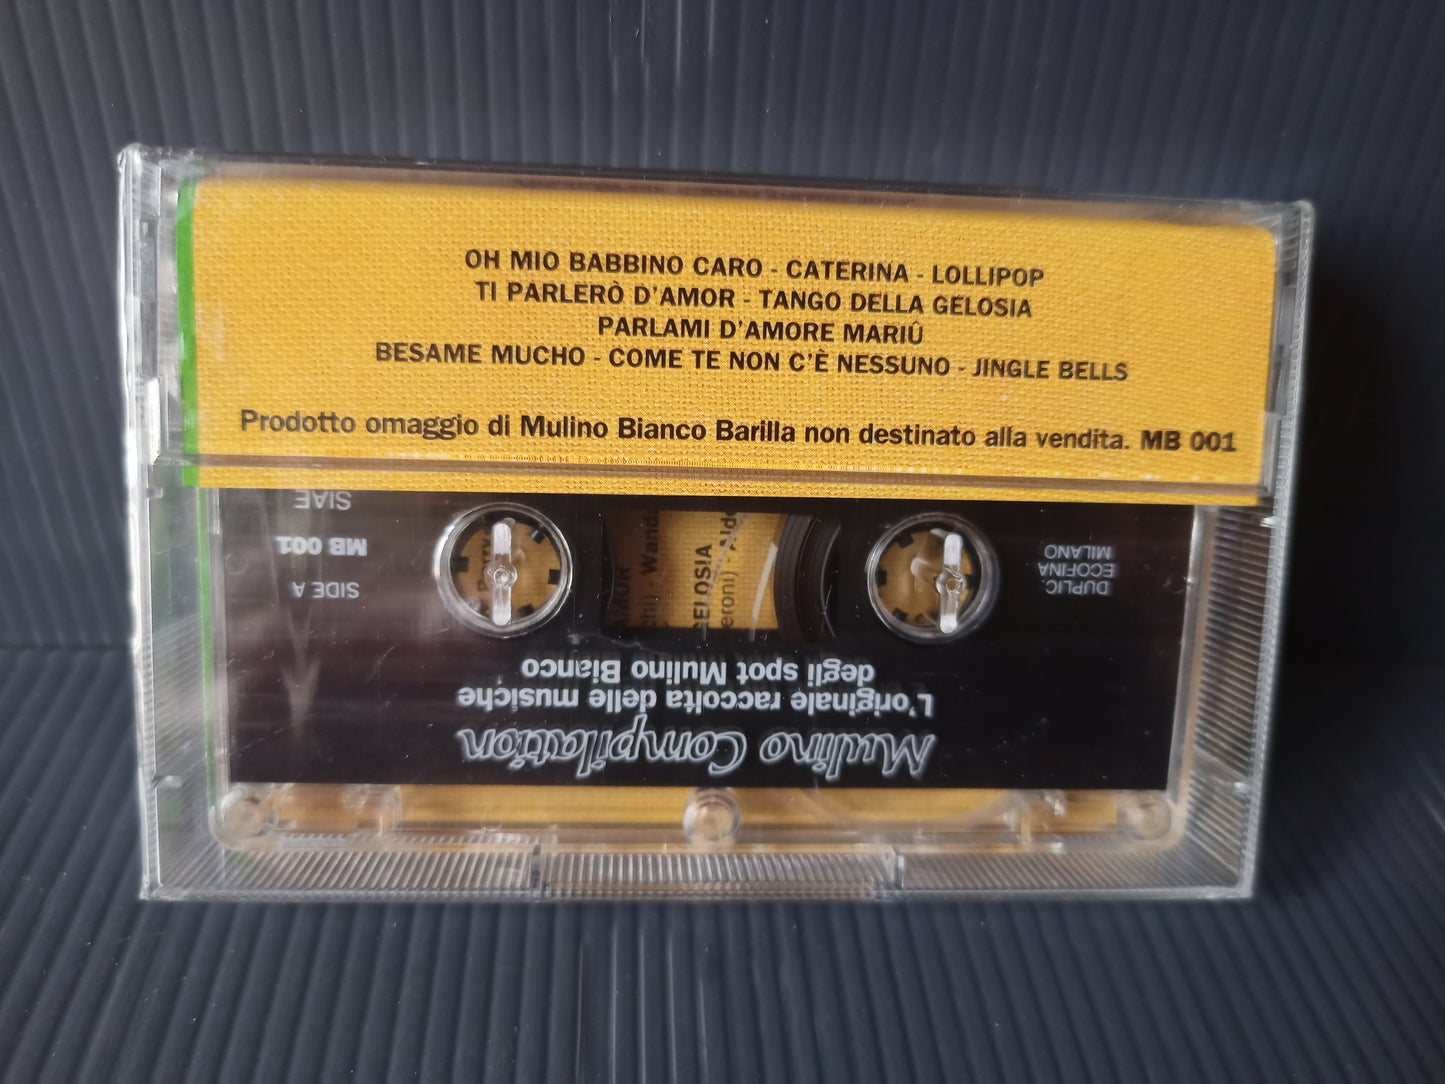 OH MIO BABBINO CARO - CATERINA - LOLLIPOP
TI PARLERÒ D'AMOR - TANGO DELLA GELOSIA
PARLAMI D'AMORE MARIÙ
BESAME MUCHO - COME TE NON C'È NESSUNO - JINGLE BELLS
Prodotto omaggio di Mulino Bianco Barilla non destinato alla vendita. MB 001
Mulino Compilation
L'originale raccolta delle musiche
degli spot Mulino Bianco
DUPLIC.
ECOFINA
MILANO
SIDE A
MB 001
SIAE